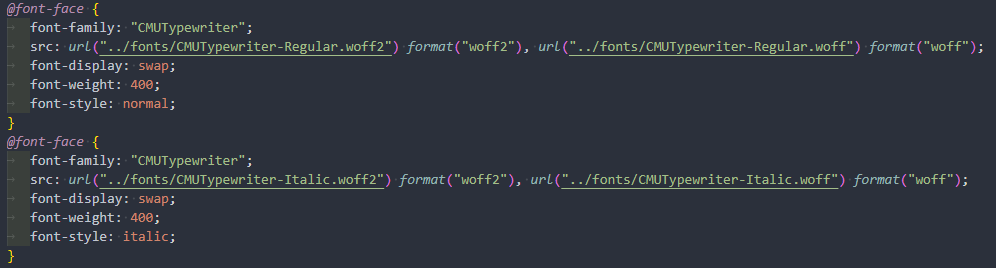 @font-face {
font-family: "CMUTypewriter";
src: url("../fonts/CMUTypewriter-Regular.woff2") format("woff2"), url("../fonts/CMUTypewriter-Regular.woff") format("woff");
font-display: swap;
font-weight: 400;
font-style: normal;
}
@font-face {
font-family: "CMUTypewriter";
src: url("../fonts/CMUTypewriter-Italic.woff2") format("woff2"), url("../fonts/CMUTypewriter-Italic.woff") format("woff");
font-display: swap;
font-weight: 400;
font-style: italic;
}